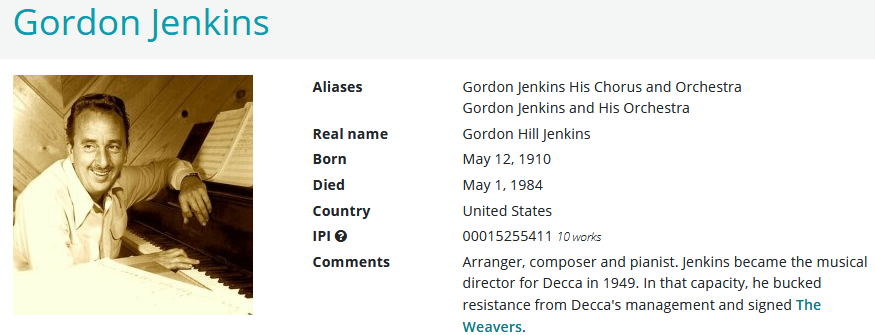 Gordon Jenkins
Aliases Gordon Jenkins His Chorus and Orchestra
Gordon Jenkins and His Orchestra
Real name Gordon Hill Jenkins
Born May 12, 1910
Died May 1, 1984
Country United States
IPI ? 00015255411 10 works
Comments Arranger, composer and pianist. Jenkins became the musical
director for Decca in 1949. In that capacity, he bucked
resistance from Decca's management and signed The
Weavers.